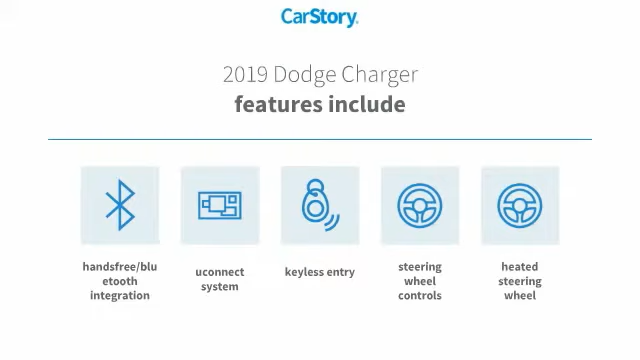 CarStory.
2019 Dodge Charger
features include
handsfree/blu
etooth
integration
uconnect
system
keyless entry
steering
wheel
controls
heated
steering
wheel